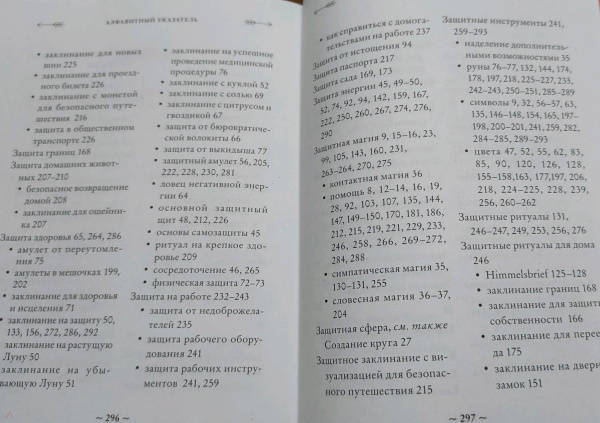 АЛФАВИТНЫЙ УКАЗАТЕЛЬ
• заклинание для новых
шин 225
• заклинание для проезд-
ного билета 226
• заклинание с монетой
для безопасного путе-
шествия 216
• защита в общественном
транспорте 226
Защита границ 168
Защита домашних живот-
ных 207–210
• безопасное возвращение
домой 208
• заклинание для ошейни-
ка 207
Защита здоровья 65, 264, 286
• амулет от переутомле-
ния 75
• амулеты в мешочках 199,
202
• заклинание для здоровья
и исцеления 71
• заклинание на защиту 50,
133, 156, 272, 286, 292
• заклинание на растущую
Луну 50
• заклинание на убы-
вающую Луну 51
• заклинание на успешное
проведение медицинской
процедуры 76
• заклинание с куклой 52
• заклинание с солью 69
• заклинание с цитрусом и
гвоздикой 67
• защита от бюрократиче-
ской волокиты 66
• защита от выкидыша 77
• защитный амулет 56, 205,
222, 228, 230, 281
• ловец негативной энер-
гии 64
• основной защитный
щит 48, 212, 226
• основы самозащиты 45
• ритуал на крепкое здо-
ровье 209
• сосредоточение 46, 265
• физическая защита 72–73
Защита на работе 232–243
• защита от недоброжела-
телей 235
• защита рабочего обору-
дования 241
• защита рабочих инстру-
ментов 241, 259
~ 296 ~
• как справиться с домога-
тельствами на работе 237
Защита от истощения 94
Защита паспорта 217
Защита сада 169, 173
Защита энергии 45, 49–50,
52, 74, 92, 94, 142, 159, 167,
222, 250, 260, 267, 274, 276,
290
Защитная магия 9, 15–16, 23,
99, 105, 143, 160, 231,
263–264, 270, 275
• контактная магия 36
• помощь 8, 12–14, 16, 19,
28, 92, 103, 107, 135, 144,
147, 149–150, 170, 181, 186,
212, 215, 219, 221, 229, 233,
246, 258, 266, 269–272,
284, 288
• симпатическая магия 35,
130–131, 255
• словесная магия 36–37,
204
Защитная сфера, см. также
Создание круга 27
Защитное заклинание с ви-
зуализацией для безопас-
ного путешествия 215
Защитные инструменты 241,
259–293
• наделение дополнитель-
ными возможностями 35
• руны 76–77, 132, 144, 174,
178, 197, 218, 225–227, 233,
242–243, 250–251, 285–289
• символы 9, 32, 56–57, 63,
135, 146–148, 154, 165, 197–
198, 200–201, 241, 259, 282,
284–285, 289–293
• цвета 47, 52, 55, 62, 83,
85, 90, 120, 126, 128,
155–158,163, 177,197, 206,
218, 224–225, 228, 239,
256, 260–262
Защитные ритуалы 131,
246–247, 249, 253, 256, 276
Защитные ритуалы для дома
246
• Himmelsbrief 125–128
• заклинание границ 168
• заклинание для защиты
собственности 166
• заклинание для перее
да 175
• заклинание на дверн
замок 151
~ 297 ~